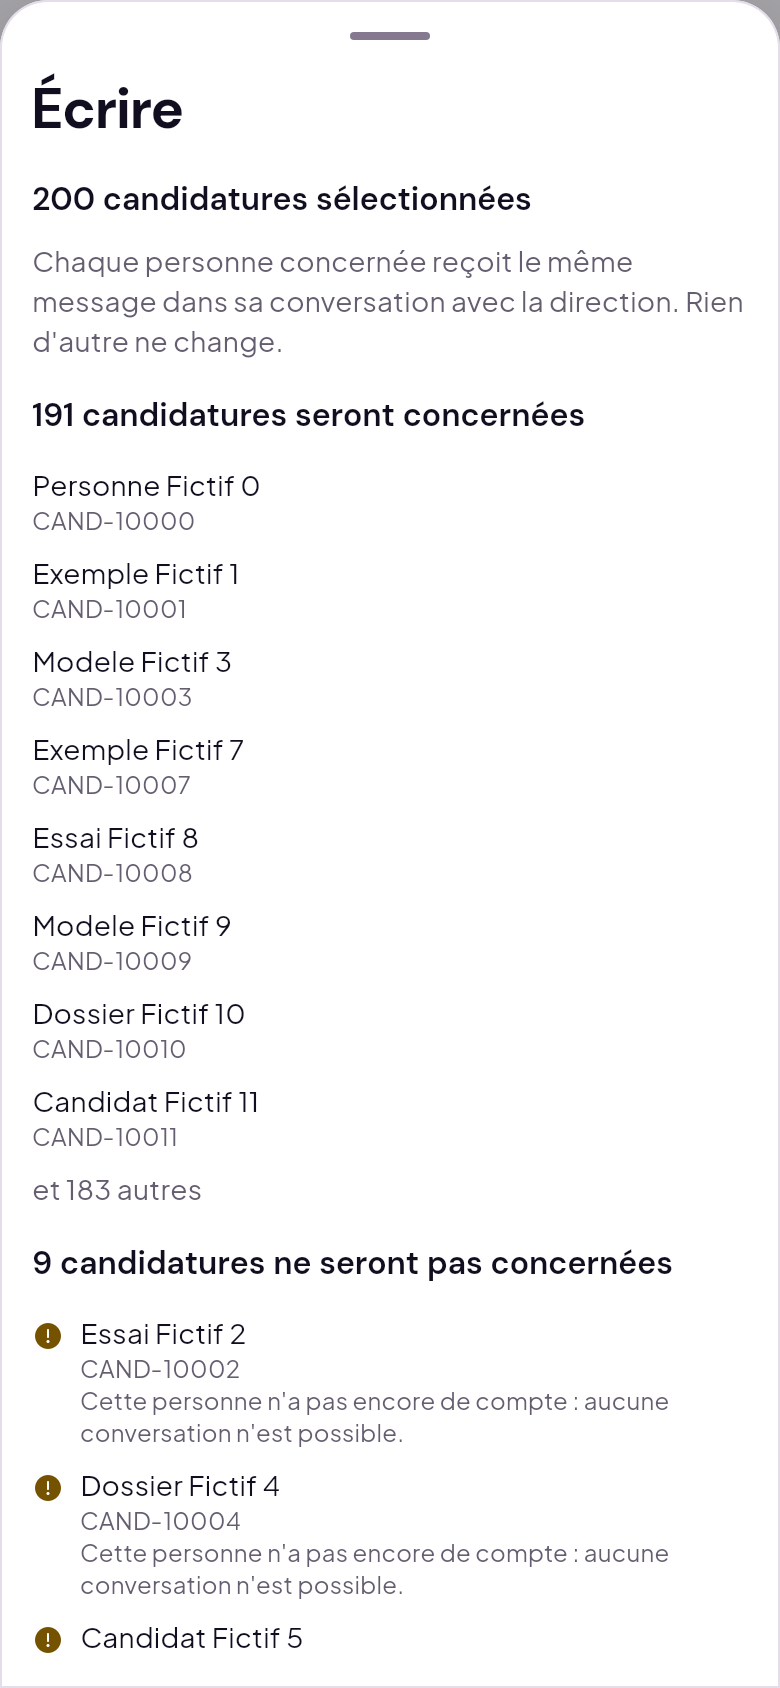 Écrire
200 candidatures sélectionnées
Chaque personne concernée reçoit le même
message dans sa conversation avec la direction. Rien
d'autre ne change.
191 candidatures seront concernées
Personne Fictif 0
CAND-10000
Exemple Fictif 1
CAND-10001
Modele Fictif 3
CAND-10003
Exemple Fictif 7
CAND-10007
Essai Fictif 8
CAND-10008
Modele Fictif 9
CAND-10009
Dossier Fictif 10
CAND-10010
Candidat Fictif 11
CAND-10011
et 183 autres
9 candidatures ne seront pas concernées
Essai Fictif 2
CAND-10002
Cette personne n'a pas encore de compte : aucune
conversation n'est possible.
Dossier Fictif 4
CAND-10004
Cette personne n'a pas encore de compte : aucune
conversation n'est possible.
Candidat Fictif 5